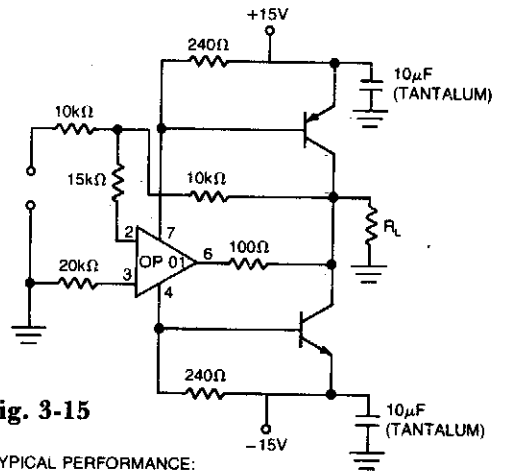 +15V
240Ω
10µF
(TANTALUM)
10kΩ
15kΩ
10kΩ
2
7
OP 01
6
100Ω
R_L
20kΩ
3
4
240Ω
10µF
(TANTALUM)
−15V
ig. 3-15
YPICAL PERFORMANCE: